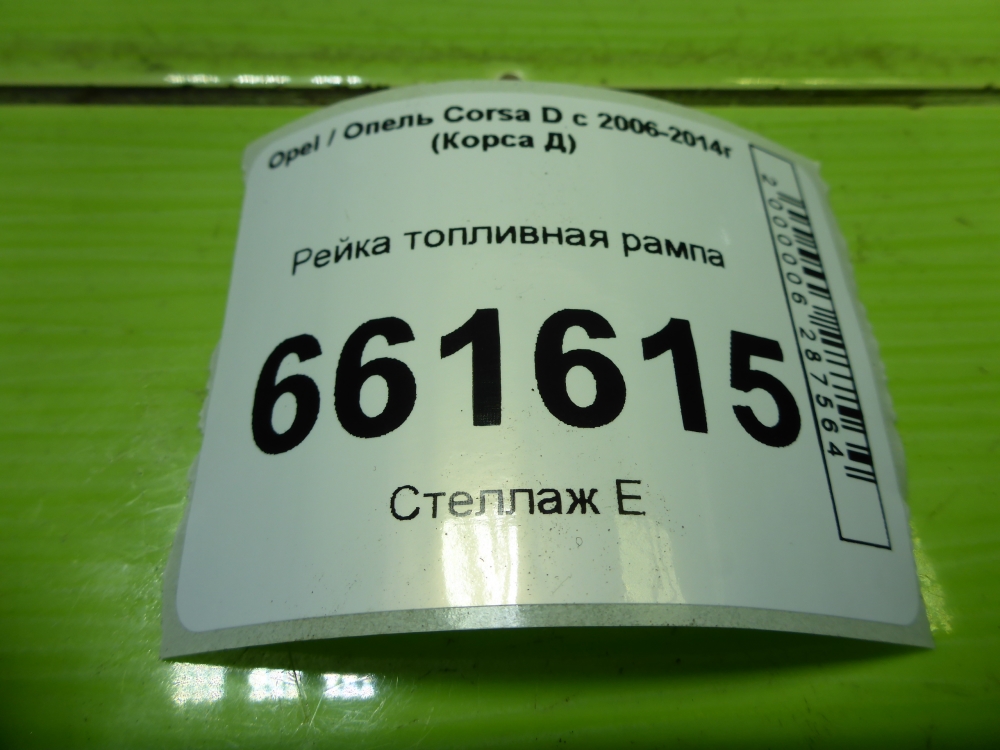 Opel / Опель Corsa D с 2006-2014г
(Корса Д)
Рейка топливная рампа
661615
Стеллаж Е
2000006287564